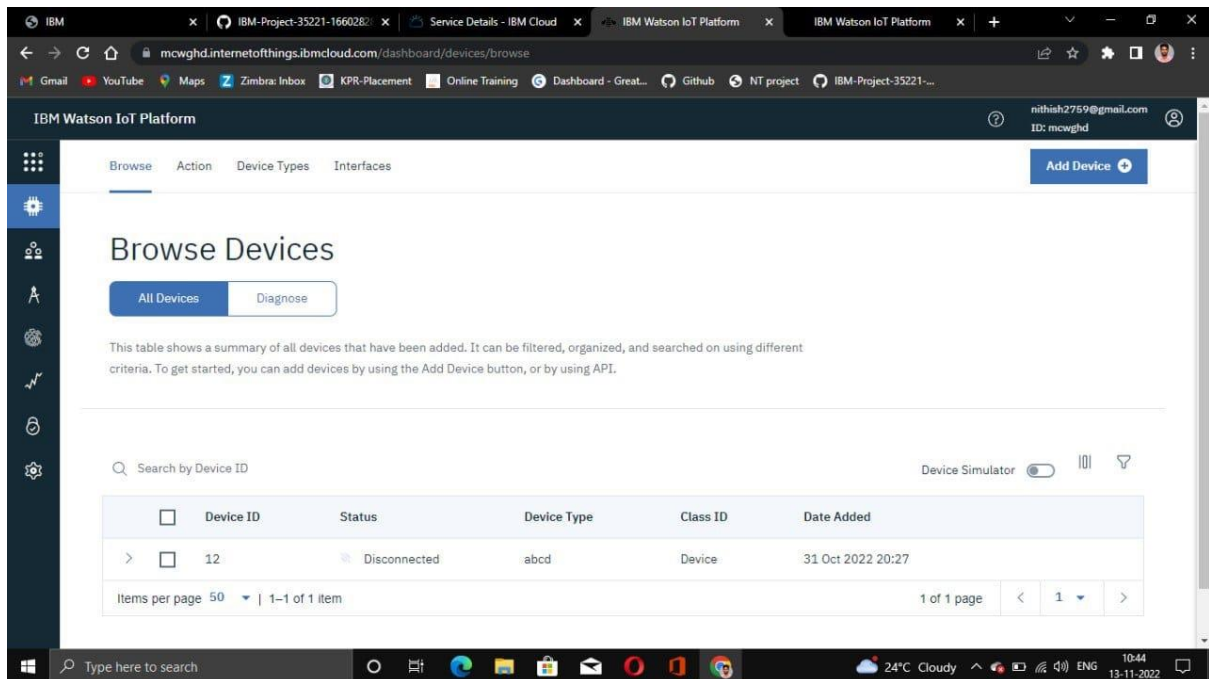 IBM
IBM-Project-35221-1660282
Service Details - IBM Cloud
IBM Watson IoT Platform
IBM Watson IoT Platform
mcwghd.internetofthings.ibmcloud.com/dashboard/devices/browse
Gmail YouTube Maps Zimbra: Inbox KPR-Placement Online Training Dashboard - Great... Github NT project IBM-Project-35221-...
IBM Watson IoT Platform
nithish2759@gmail.com
ID: mcwghd
Browse Action Device Types Interfaces
Add Device
Browse Devices
All Devices Diagnose
This table shows a summary of all devices that have been added. It can be filtered, organized, and searched on using different
criteria. To get started, you can add devices by using the Add Device button, or by using API.
Search by Device ID
Device Simulator
Device ID Status Device Type Class ID Date Added
12 Disconnected abcd Device 31 Oct 2022 20:27
Items per page 50 | 1–1 of 1 item
1 of 1 page < 1 >
Type here to search
24°C Cloudy ENG
10:44
13-11-2022